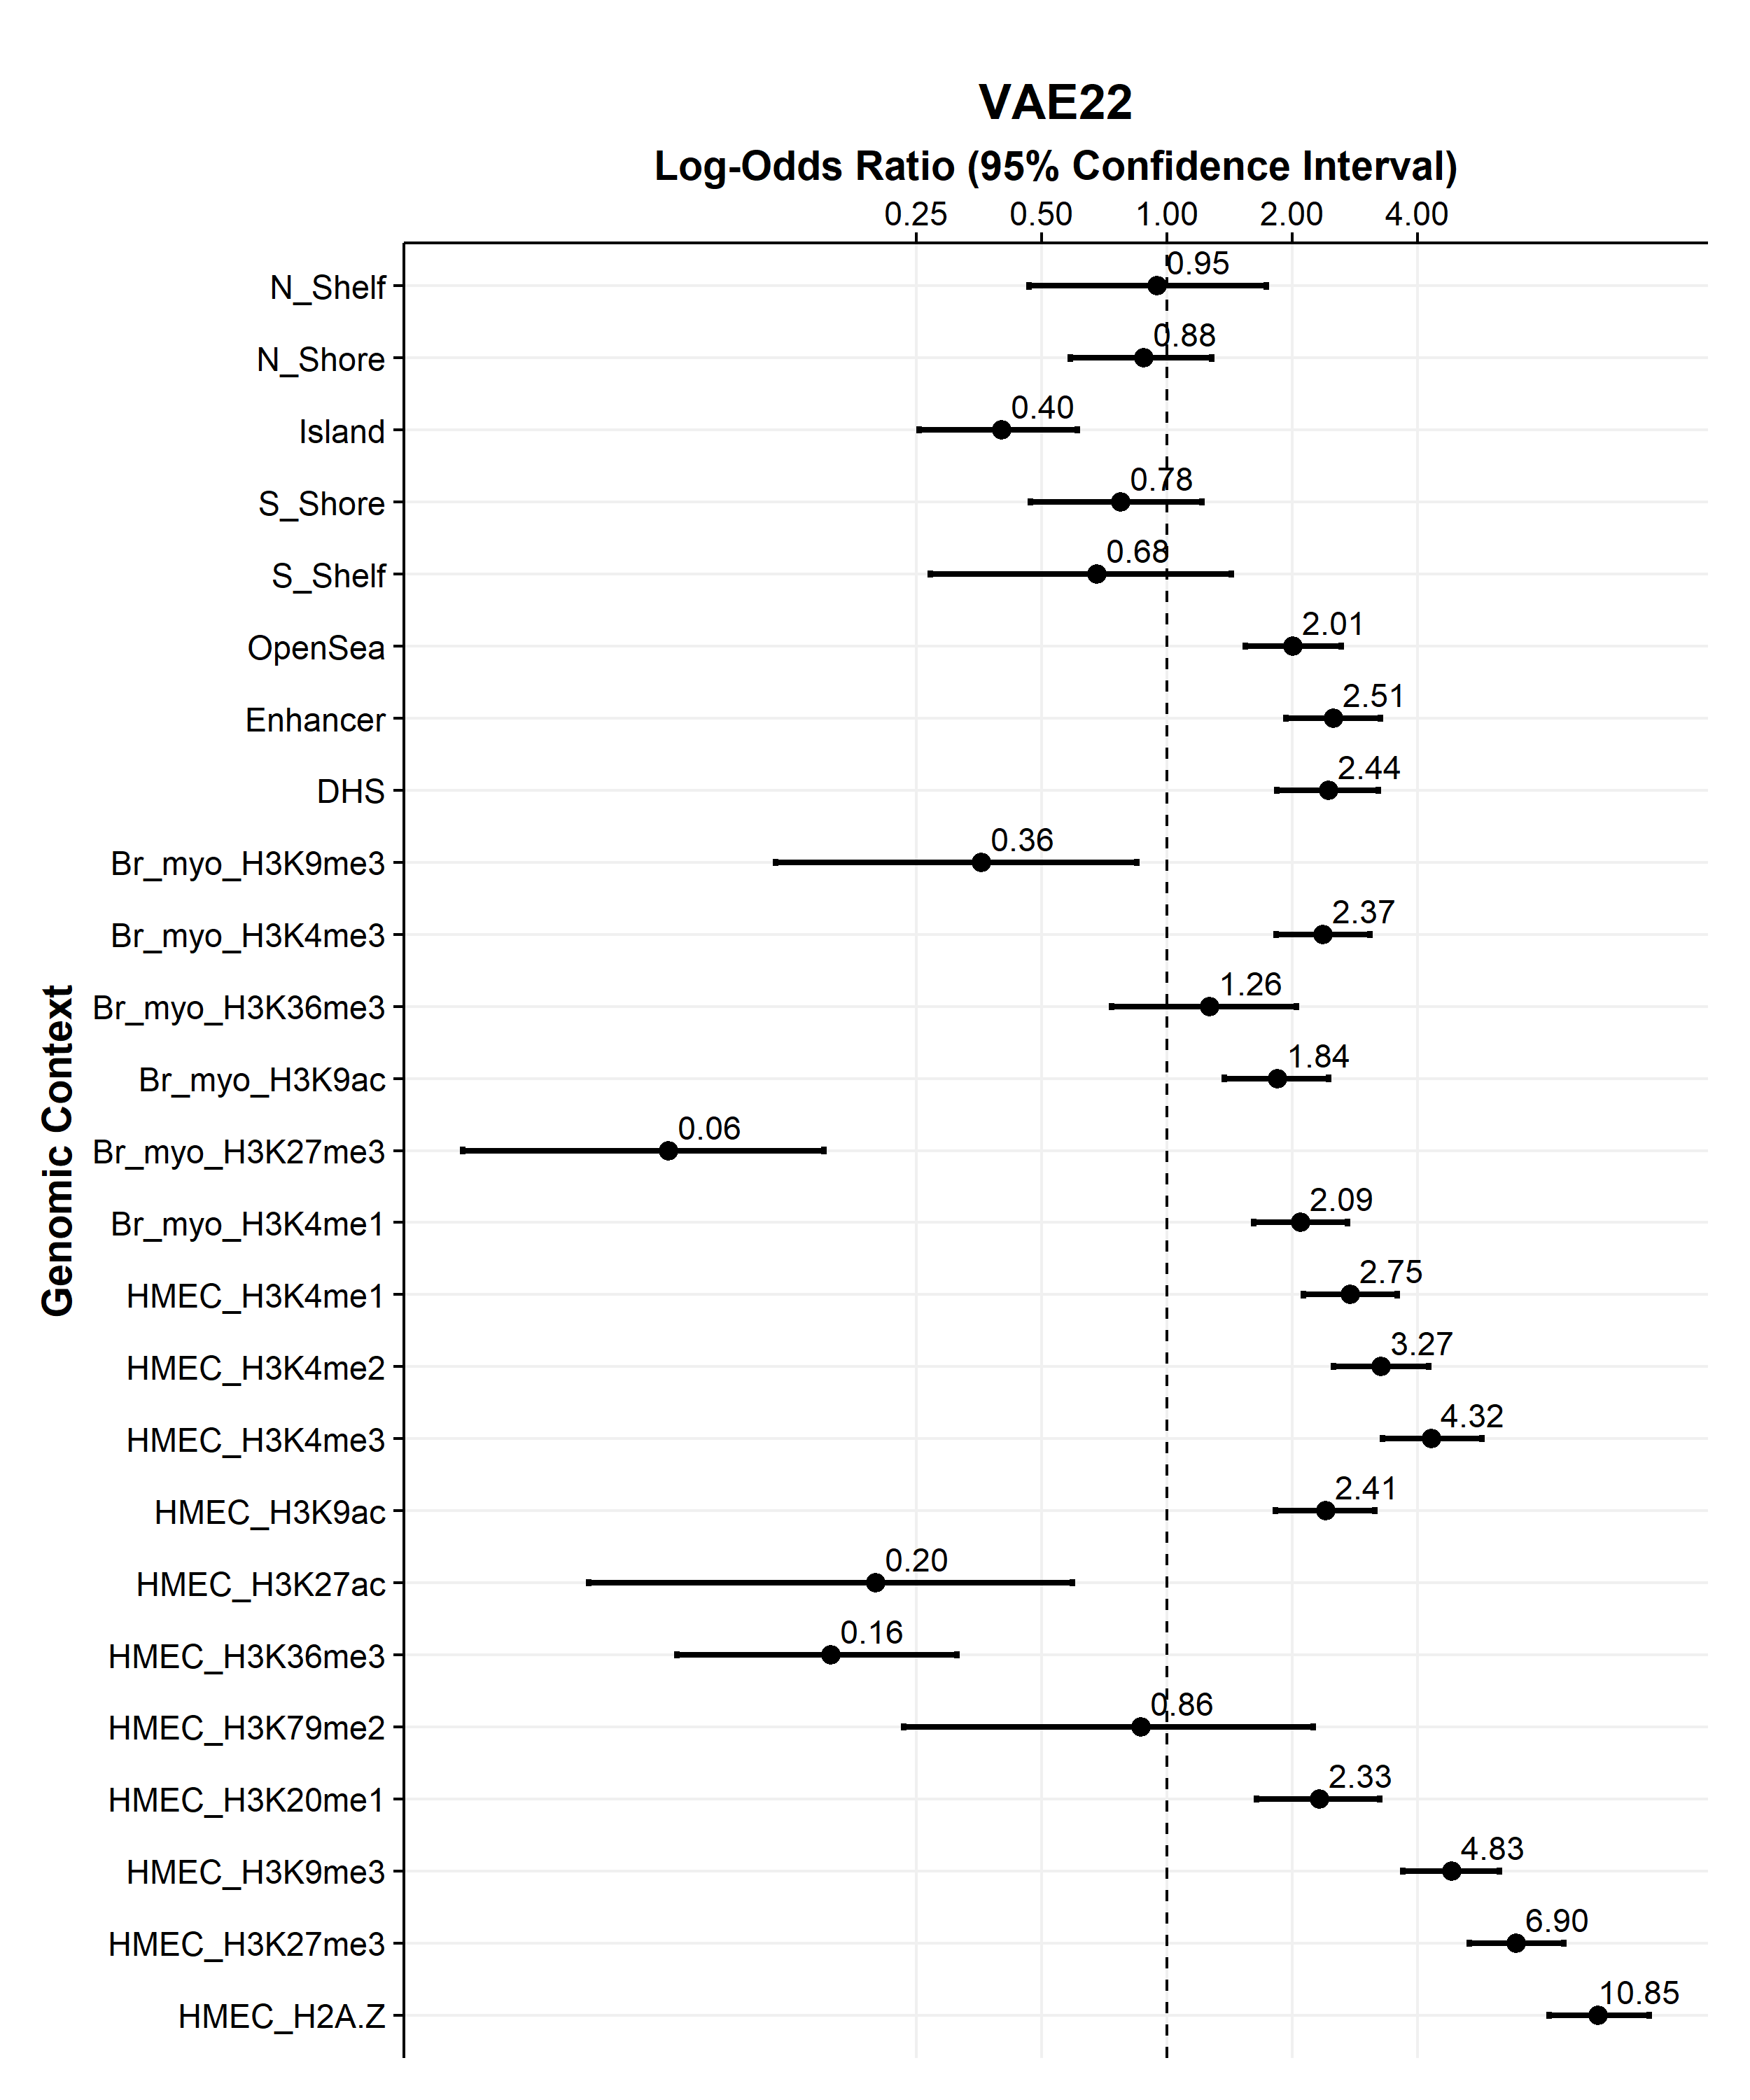 VAE22
Log-Odds Ratio (95% Confidence Interval)
0.25 0.50 1.00 2.00 4.00
N_Shelf 0.95
N_Shore 0.88
Island 0.40
S_Shore 0.78
S_Shelf 0.68
OpenSea 2.01
Enhancer 2.51
DHS 2.44
Br_myo_H3K9me3 0.36
Br_myo_H3K4me3 2.37
Br_myo_H3K36me3 1.26
Br_myo_H3K9ac 1.84
Br_myo_H3K27me3 0.06
Br_myo_H3K4me1 2.09
HMEC_H3K4me1 2.75
HMEC_H3K4me2 3.27
HMEC_H3K4me3 4.32
HMEC_H3K9ac 2.41
HMEC_H3K27ac 0.20
HMEC_H3K36me3 0.16
HMEC_H3K79me2 0.86
HMEC_H3K20me1 2.33
HMEC_H3K9me3 4.83
HMEC_H3K27me3 6.90
HMEC_H2A.Z 10.85
Genomic Context